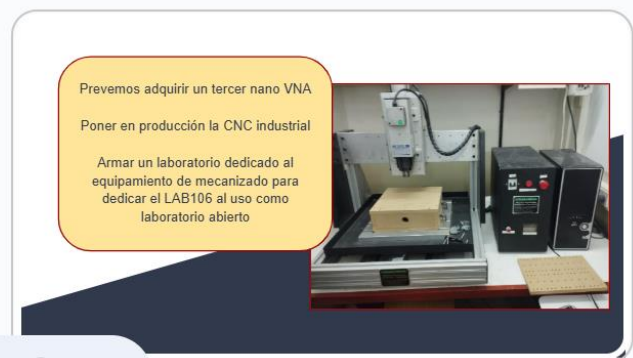 Prevemos adquirir un tercer nano VNA
Poner en producción la CNC industrial
Armar un laboratorio dedicado al
equipamiento de mecanizado para
dedicar el LAB106 al uso como
laboratorio abierto